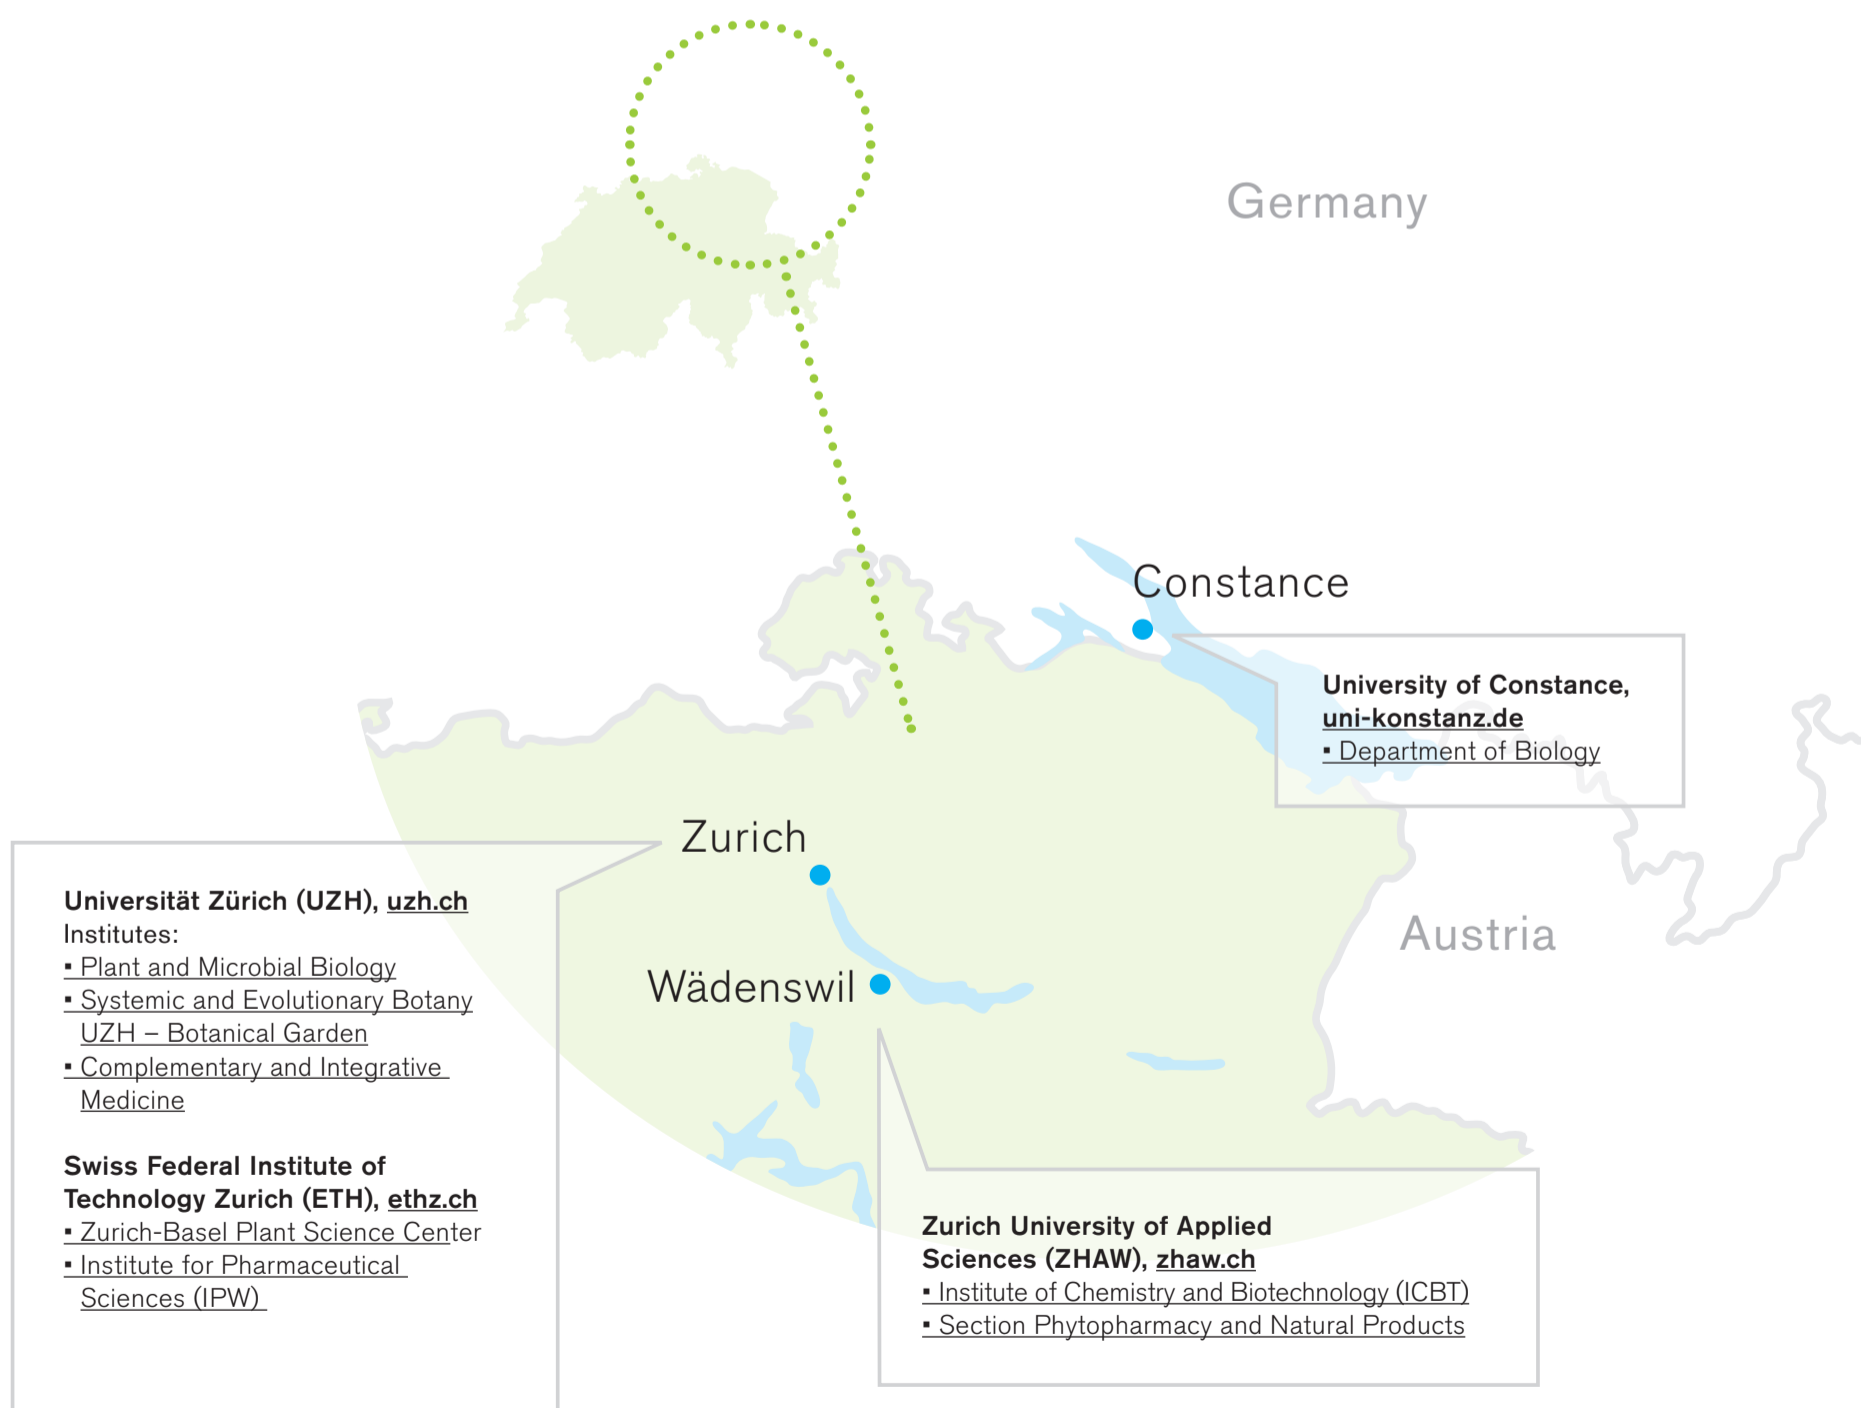 Germany
Constance
University of Constance,
uni-konstanz.de
▪ Department of Biology
Zurich
Wädenswil
Austria
Universität Zürich (UZH), uzh.ch
Institutes:
▪ Plant and Microbial Biology
▪ Systemic and Evolutionary Botany
UZH – Botanical Garden
▪ Complementary and Integrative
Medicine
Swiss Federal Institute of
Technology Zurich (ETH), ethz.ch
▪ Zurich-Basel Plant Science Center
▪ Institute for Pharmaceutical
Sciences (IPW)
Zurich University of Applied
Sciences (ZHAW), zhaw.ch
▪ Institute of Chemistry and Biotechnology (ICBT)
▪ Section Phytopharmacy and Natural Products